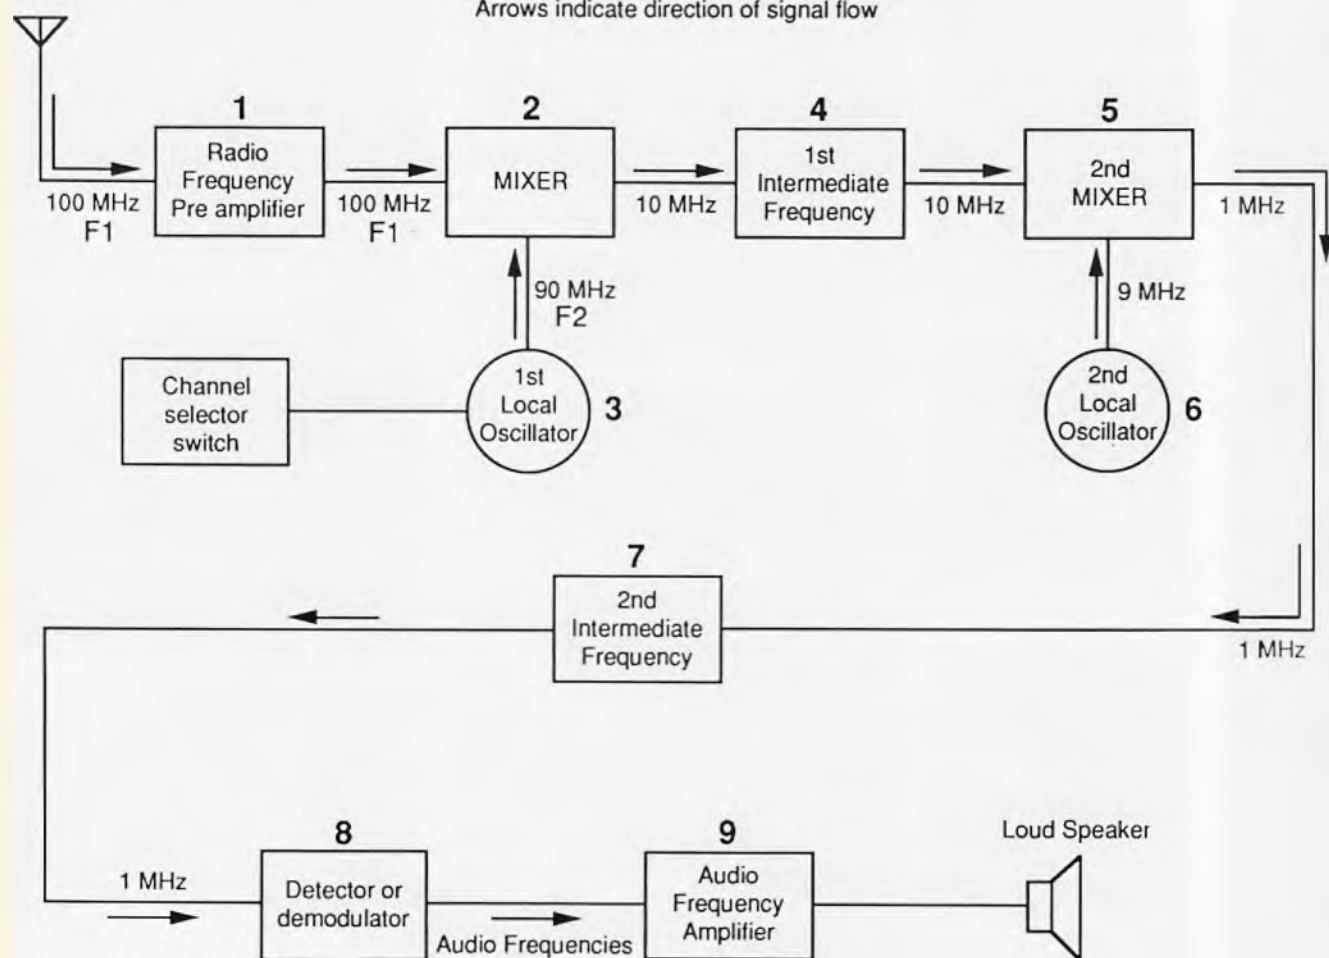 Arrows indicate direction of signal flow
1
Radio
Frequency
Pre amplifier
2
MIXER
4
1st
Intermediate
Frequency
5
2nd
MIXER
100 MHz
F1
100 MHz
F1
10 MHz
10 MHz
1 MHz
90 MHz
F2
9 MHz
Channel
selector
switch
1st
Local
Oscillator
3
2nd
Local
Oscillator
6
7
2nd
Intermediate
Frequency
1 MHz
8
Detector or
demodulator
9
Audio
Frequency
Amplifier
Loud Speaker
1 MHz
Audio Frequencies